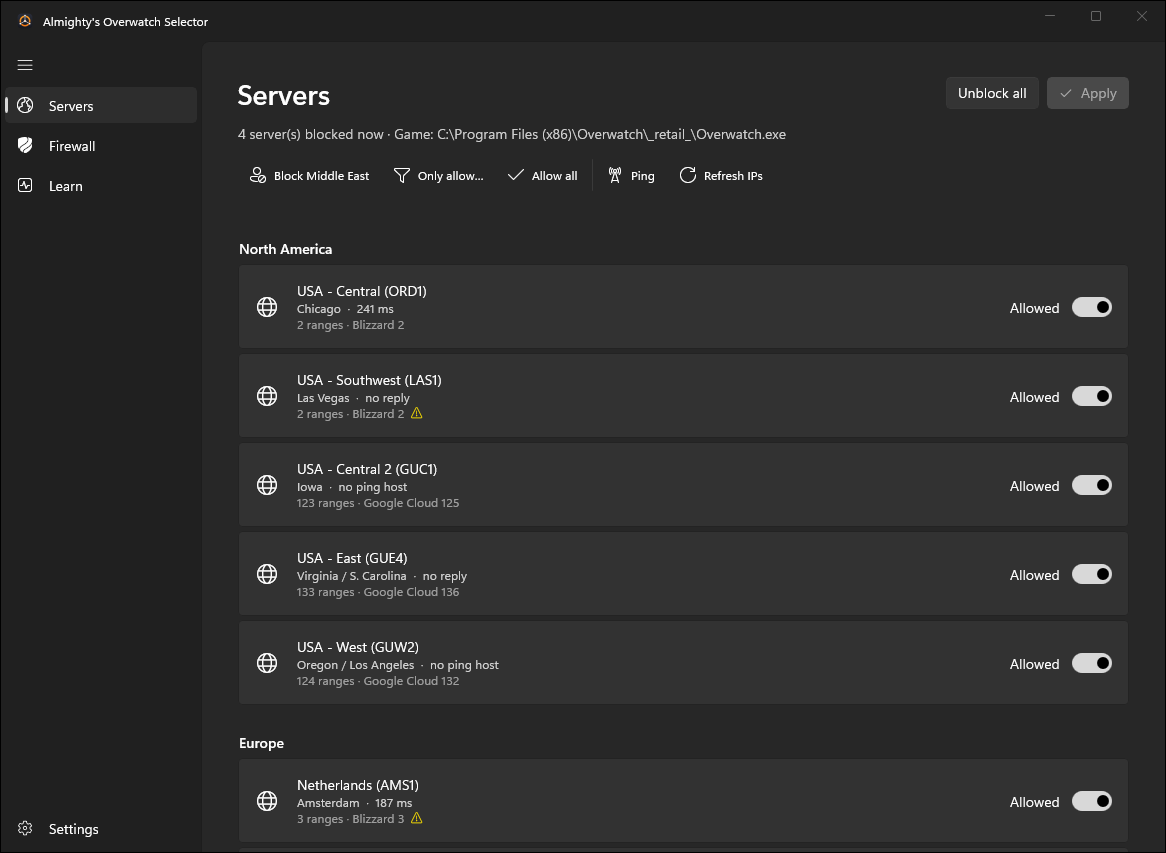 Almighty's Overwatch Selector
Servers
Firewall
Learn
Settings
Servers
Unblock all
Apply
4 server(s) blocked now · Game: C:\Program Files (x86)\Overwatch\_retail_\Overwatch.exe
Block Middle East
Only allow...
Allow all
Ping
Refresh IPs
North America
USA - Central (ORD1)
Chicago · 241 ms
2 ranges · Blizzard 2
Allowed
USA - Southwest (LAS1)
Las Vegas · no reply
2 ranges · Blizzard 2
Allowed
USA - Central 2 (GUC1)
Iowa · no ping host
123 ranges · Google Cloud 125
Allowed
USA - East (GUE4)
Virginia / S. Carolina · no reply
133 ranges · Google Cloud 136
Allowed
USA - West (GUW2)
Oregon / Los Angeles · no ping host
124 ranges · Google Cloud 132
Allowed
Europe
Netherlands (AMS1)
Amsterdam · 187 ms
3 ranges · Blizzard 3
Allowed